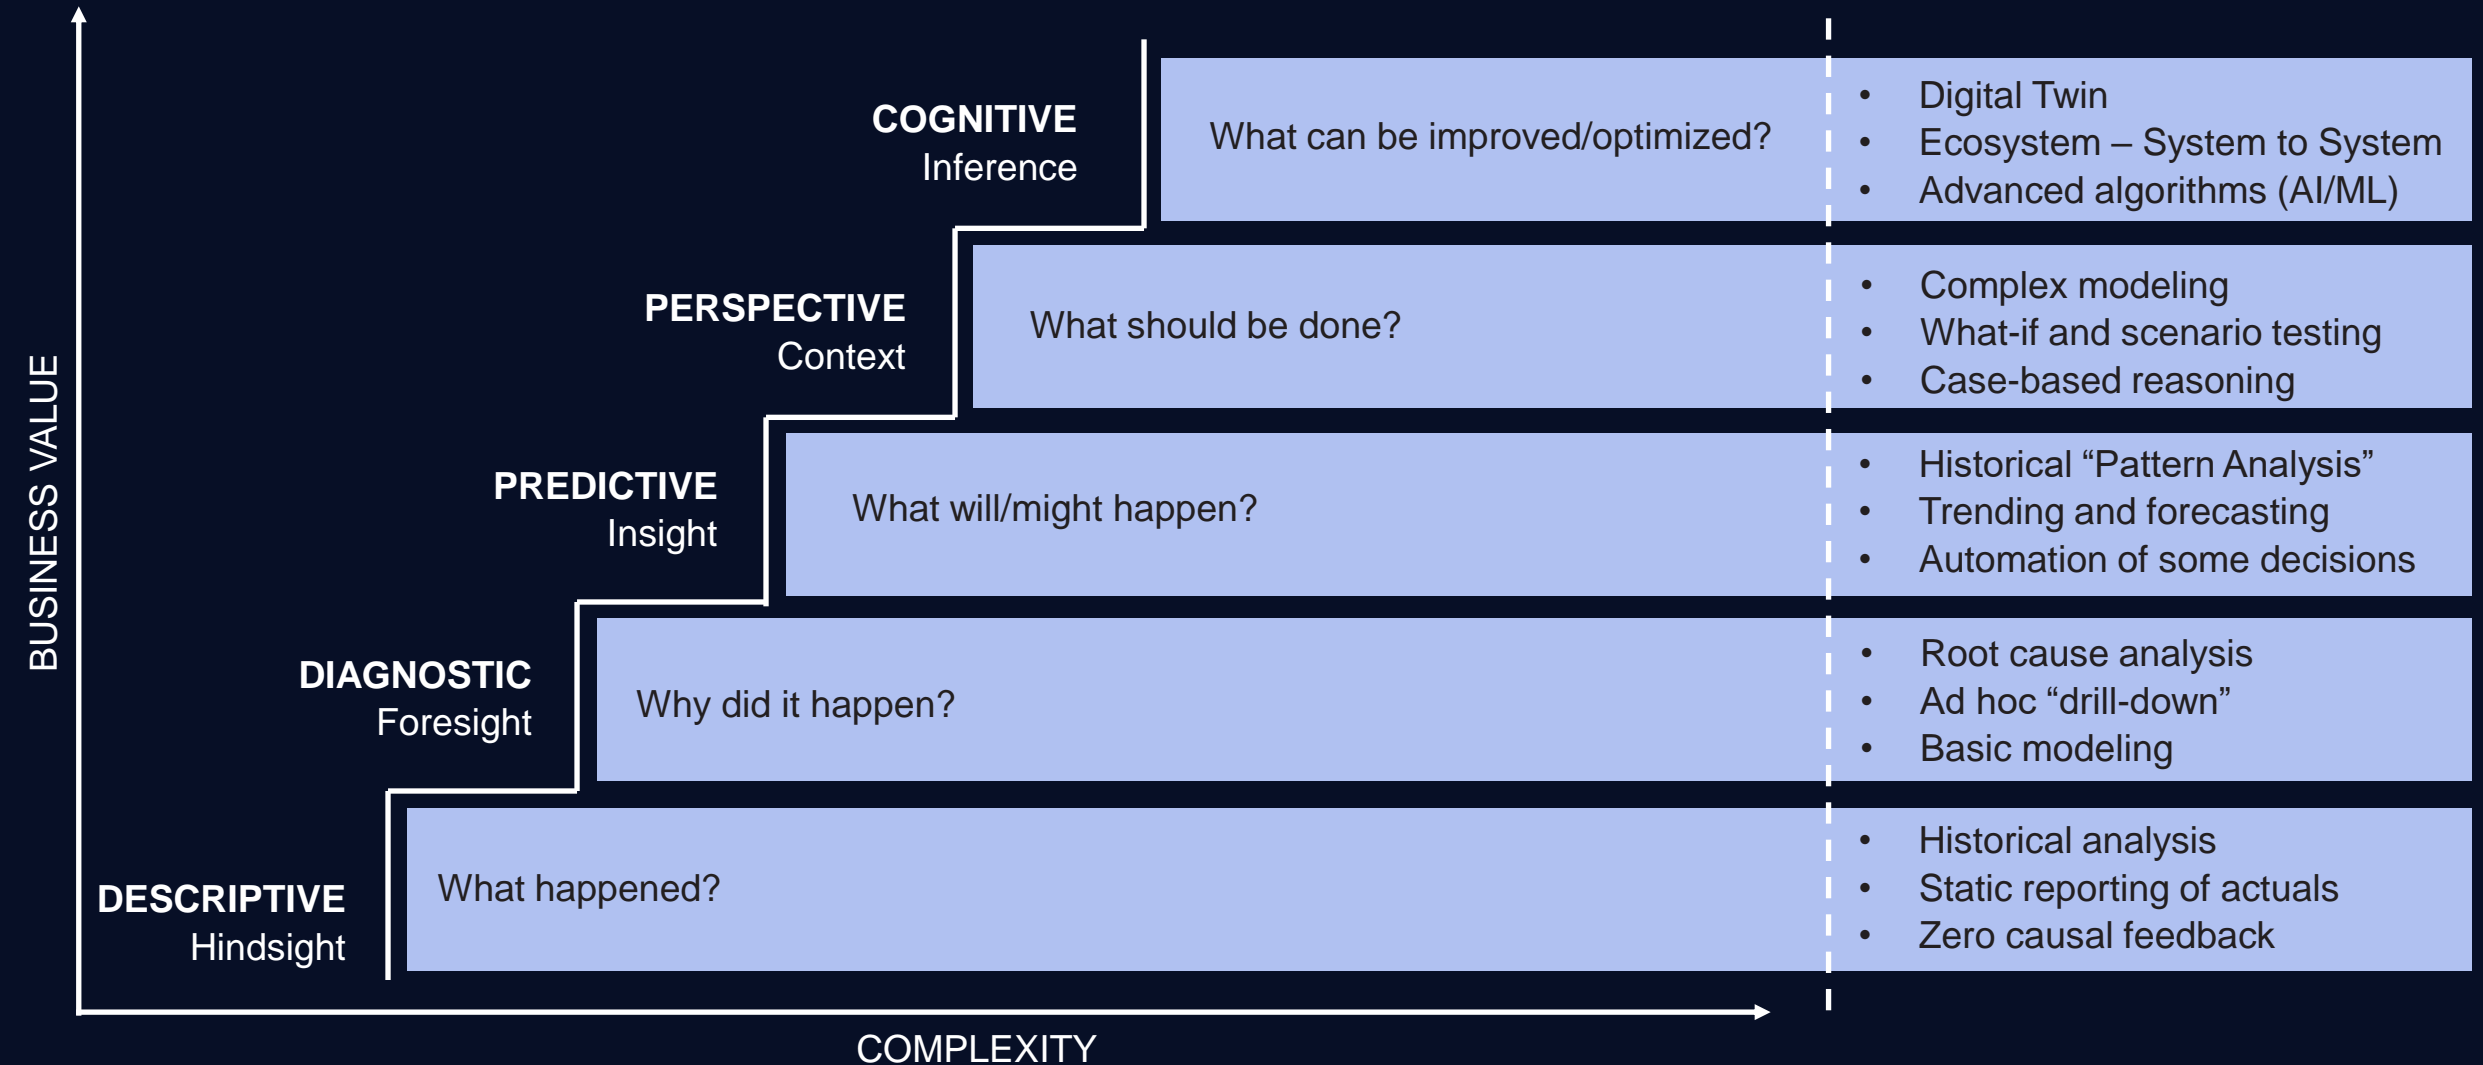 BUSINESS VALUE
COGNITIVE
Inference
What can be improved/optimized?
• Digital Twin
• Ecosystem – System to System
• Advanced algorithms (AI/ML)
PERSPECTIVE
Context
What should be done?
• Complex modeling
• What-if and scenario testing
• Case-based reasoning
PREDICTIVE
Insight
What will/might happen?
• Historical “Pattern Analysis”
• Trending and forecasting
• Automation of some decisions
DIAGNOSTIC
Foresight
Why did it happen?
• Root cause analysis
• Ad hoc “drill-down”
• Basic modeling
DESCRIPTIVE
Hindsight
What happened?
• Historical analysis
• Static reporting of actuals
• Zero causal feedback
COMPLEXITY